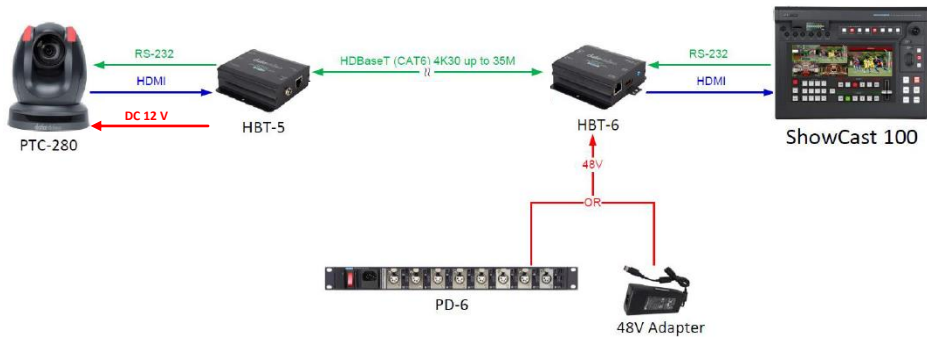 RS-232
HDMI
DC 12 V
PTC-280
HBT-5
HDBaseT (CAT6) 4K30 up to 35M
HBT-6
RS-232
HDMI
ShowCast 100
48V
OR
PD-6
48V Adapter